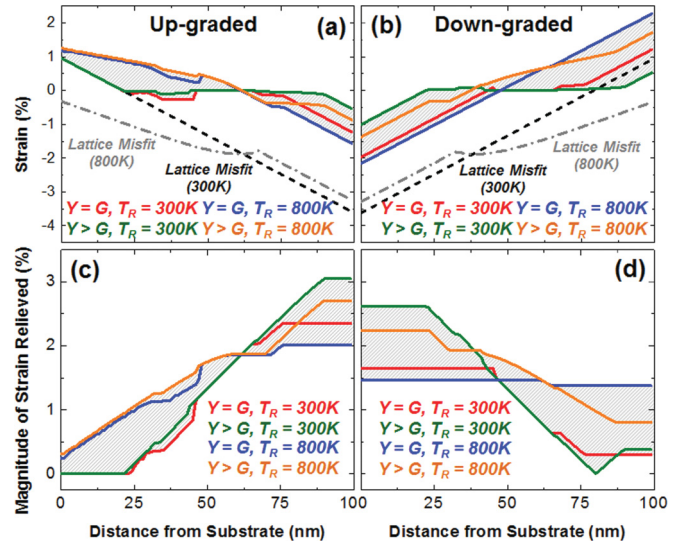 Up-graded (a)
(b) Down-graded
Strain (%)
2
1
0
-1
-2
-3
-4
Lattice Misfit
(800K)
Lattice Misfit
(300K)
Y = G, T_R = 300K Y = G, T_R = 800K
Y > G, T_R = 300K Y > G, T_R = 800K
Lattice Misfit
(300K)
Lattice Misfit
(800K)
Y = G, T_R = 300K Y = G, T_R = 800K
Y > G, T_R = 300K Y > G, T_R = 800K
Magnitude of Strain Relieved (%)
3
2
1
0
(c)
Y = G, T_R = 300K
Y > G, T_R = 300K
Y = G, T_R = 800K
Y > G, T_R = 800K
(d)
Y = G, T_R = 300K
Y > G, T_R = 300K
Y = G, T_R = 800K
Y > G, T_R = 800K
0 25 50 75 100
0 25 50 75 100
Distance from Substrate (nm)
Distance from Substrate (nm)